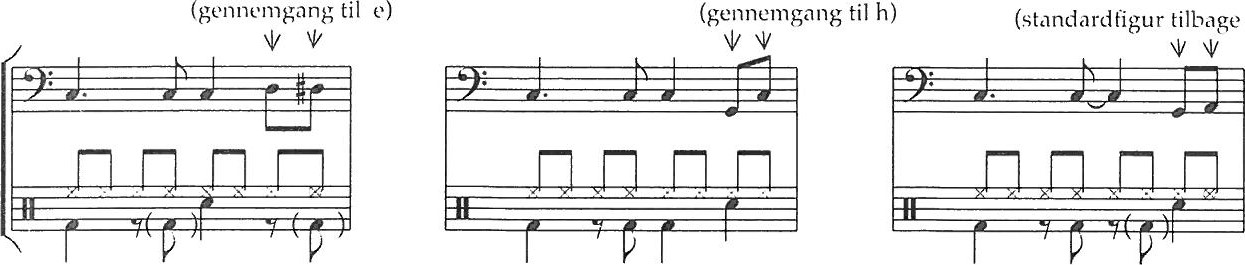 (gennemgang til e)
(gennemgang til h)
(standardfigur tilbage